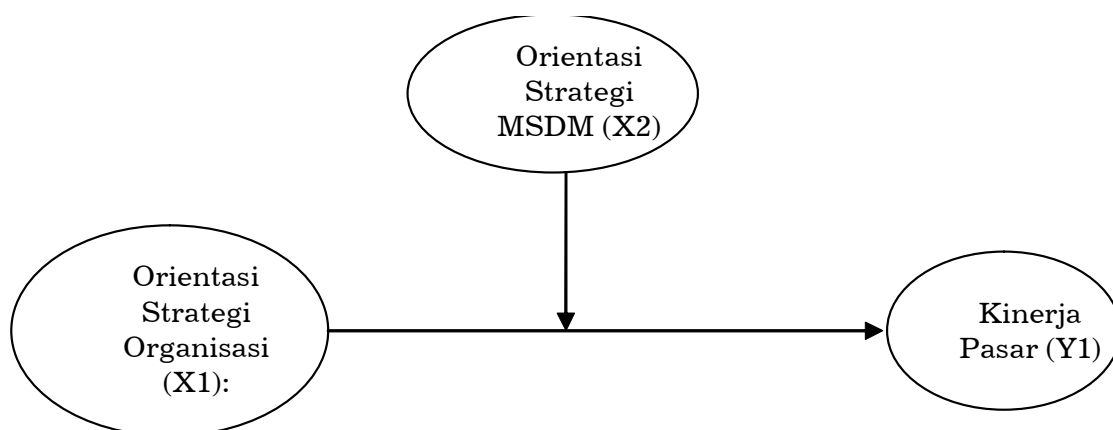 Orientasi
Strategi
MSDM (X2)
Orientasi
Strategi
Organisasi
(X1):
Kinerja
Pasar (Y1)